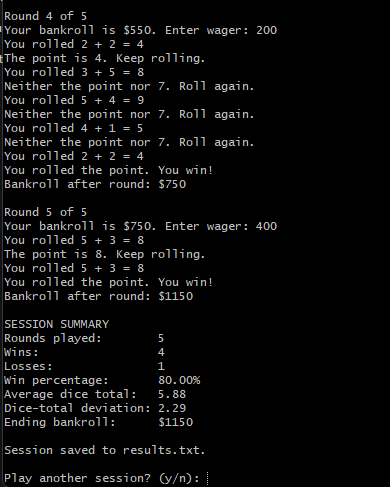 Round 4 of 5
Your bankroll is $550. Enter wager: 200
You rolled 2 + 2 = 4
The point is 4. Keep rolling.
You rolled 3 + 5 = 8
Neither the point nor 7. Roll again.
You rolled 5 + 4 = 9
Neither the point nor 7. Roll again.
You rolled 4 + 1 = 5
Neither the point nor 7. Roll again.
You rolled 2 + 2 = 4
You rolled the point. You win!
Bankroll after round: $750

Round 5 of 5
Your bankroll is $750. Enter wager: 400
You rolled 5 + 3 = 8
The point is 8. Keep rolling.
You rolled 5 + 3 = 8
You rolled the point. You win!
Bankroll after round: $1150

SESSION SUMMARY
Rounds played:        5
Wins:                 4
Losses:               1
Win percentage:       80.00%
Average dice total:   5.88
Dice-total deviation: 2.29
Ending bankroll:      $1150

Session saved to results.txt.

Play another session? (y/n):